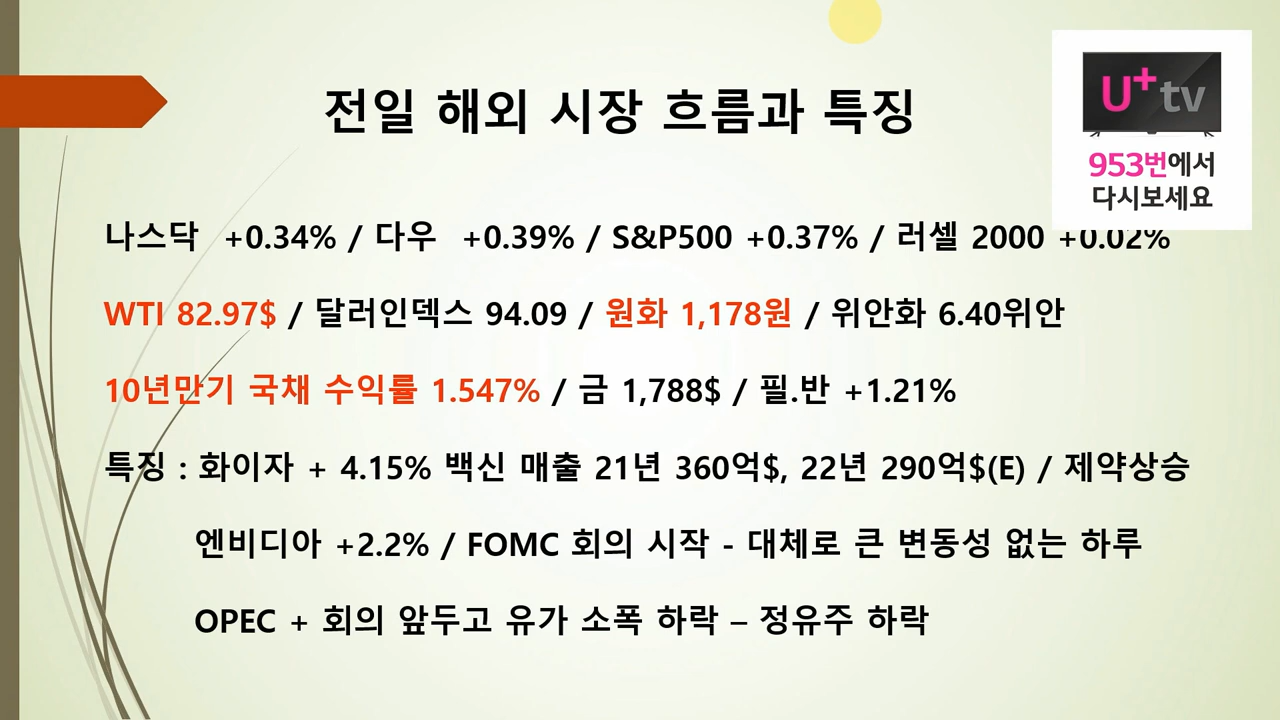 전일 해외 시장 흐름과 특징
U+tv
953번에서
다시보세요
나스닥 +0.34% / 다우 +0.39% / S&P500 +0.37% / 러셀 2000 +0.02%
WTI 82.97$ / 달러인덱스 94.09 / 원화 1,178원 / 위안화 6.40위안
10년만기 국채 수익률 1.547% / 금 1,788$ / 필.반 +1.21%
특징 : 화이자 + 4.15% 백신 매출 21년 360억$, 22년 290억$(E) / 제약상승
엔비디아 +2.2% / FOMC 회의 시작 - 대체로 큰 변동성 없는 하루
OPEC + 회의 앞두고 유가 소폭 하락 – 정유주 하락